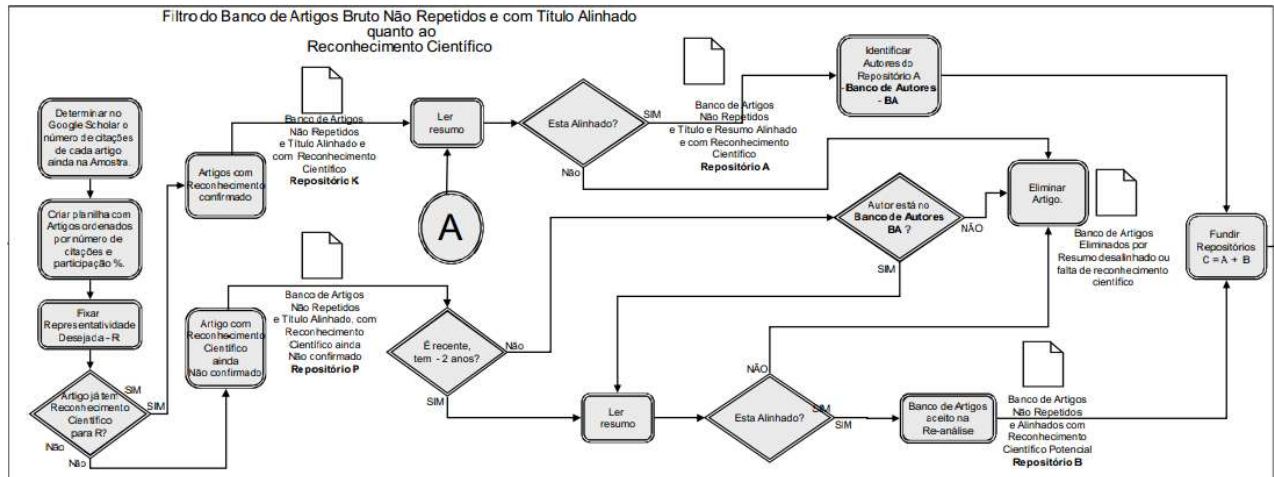 Filtro do Banco de Artigos Bruto Não Repetidos e com Título Alinhado
quanto ao
Reconhecimento Científico
Determinar no
Google Scholar o
número de citações
de cada artigo
ainda na Amostra.
Criar planilha com
Artigos ordenados
por número de
citações e
participação %.
Fixar
Representatividade
Desejada - R
Artigo já tem
Reconhecimento
Científico
para R?
SIM
SIM
Não
Não
Artigos com
Reconhecimento
confirmado
Banco de Artigos
Não Repetidos
e Título Alinhado e
com Reconhecimento
Científico
Repositório K
Artigo com
Reconhecimento
Científico
ainda
Não confirmado
Banco de Artigos
Não Repetidos
e Título Alinhado, com
Reconhecimento
Científico ainda
Não confirmado
Repositório P
Ler
resumo
A
Esta Alinhado?
SIM
Não
Banco de Artigos
Não Repetidos
e Título e Resumo Alinhado
e com Reconhecimento
Científico
Repositório A
Identificar
Autores do
Repositório A
-Banco de Autores
- BA
É recente,
tem - 2 anos?
Não
SIM
Autor está no
Banco de Autores
BA ?
NÃO
SIM
Eliminar
Artigo.
Banco de Artigos
Eliminados por
Resumo desalinhado ou
falta de reconhecimento
científico
Ler
resumo
Esta Alinhado?
NÃO
SIM
SIM
Banco de Artigos
aceito na
Re-análise
Banco de Artigos
Não Repetidos
e Alinhados com
Reconhecimento
Científico Potencial
Repositório B
Fundir
Repositórios
C = A + B